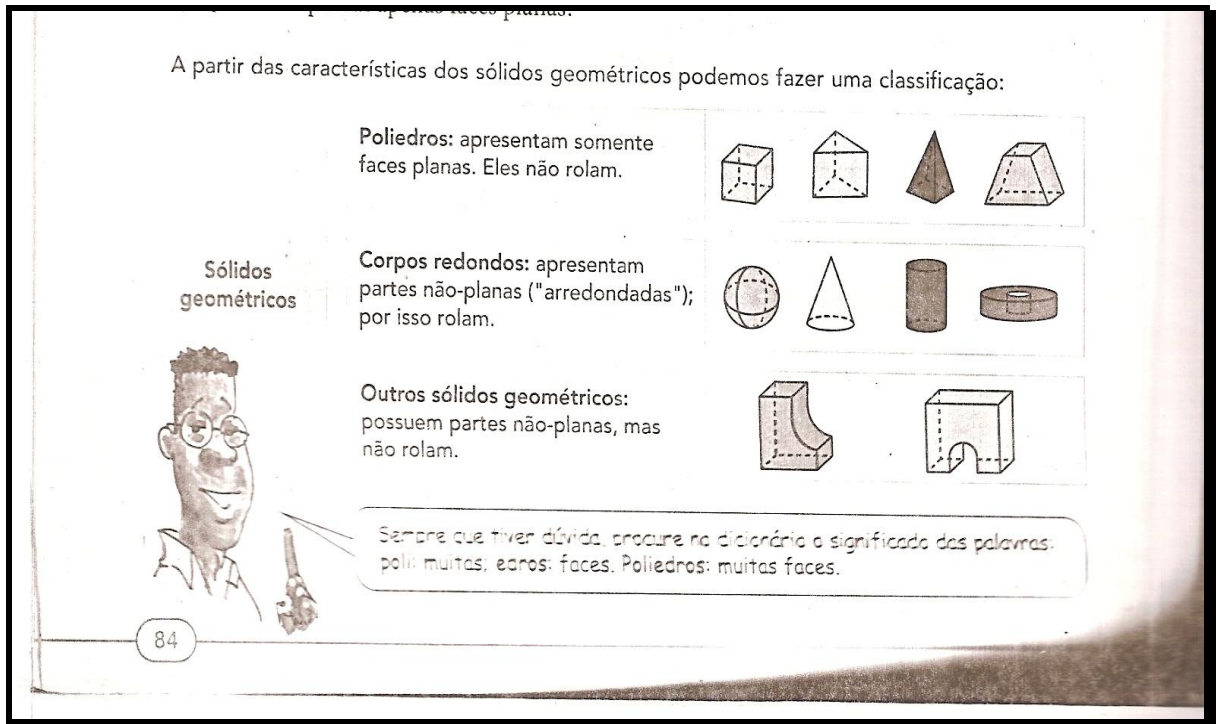 A partir das características dos sólidos geométricos podemos fazer uma classificação:
Poliedros: apresentam somente
faces planas. Eles não rolam.
Sólidos
geométricos
Corpos redondos: apresentam
partes não-planas ("arredondadas");
por isso rolam.
Outros sólidos geométricos:
possuem partes não-planas, mas
não rolam.
Sempre que tiver dúvida, procure no dicionário o significado das palavras:
poli: muitas; edros: faces. Poliedros: muitas faces.
84